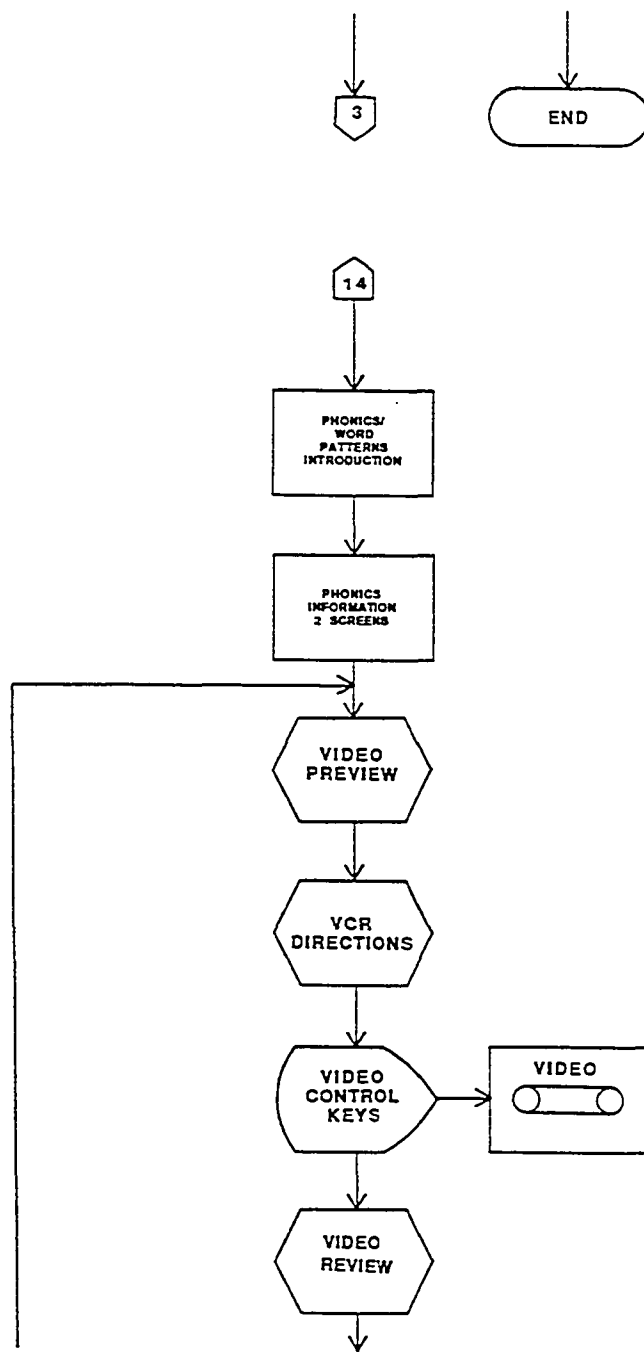 3
END
14
PHONICS/
WORD
PATTERNS
INTRODUCTION
PHONICS
INFORMATION
2 SCREENS
VIDEO
PREVIEW
VCR
DIRECTIONS
VIDEO
CONTROL
KEYS
VIDEO
VIDEO
REVIEW